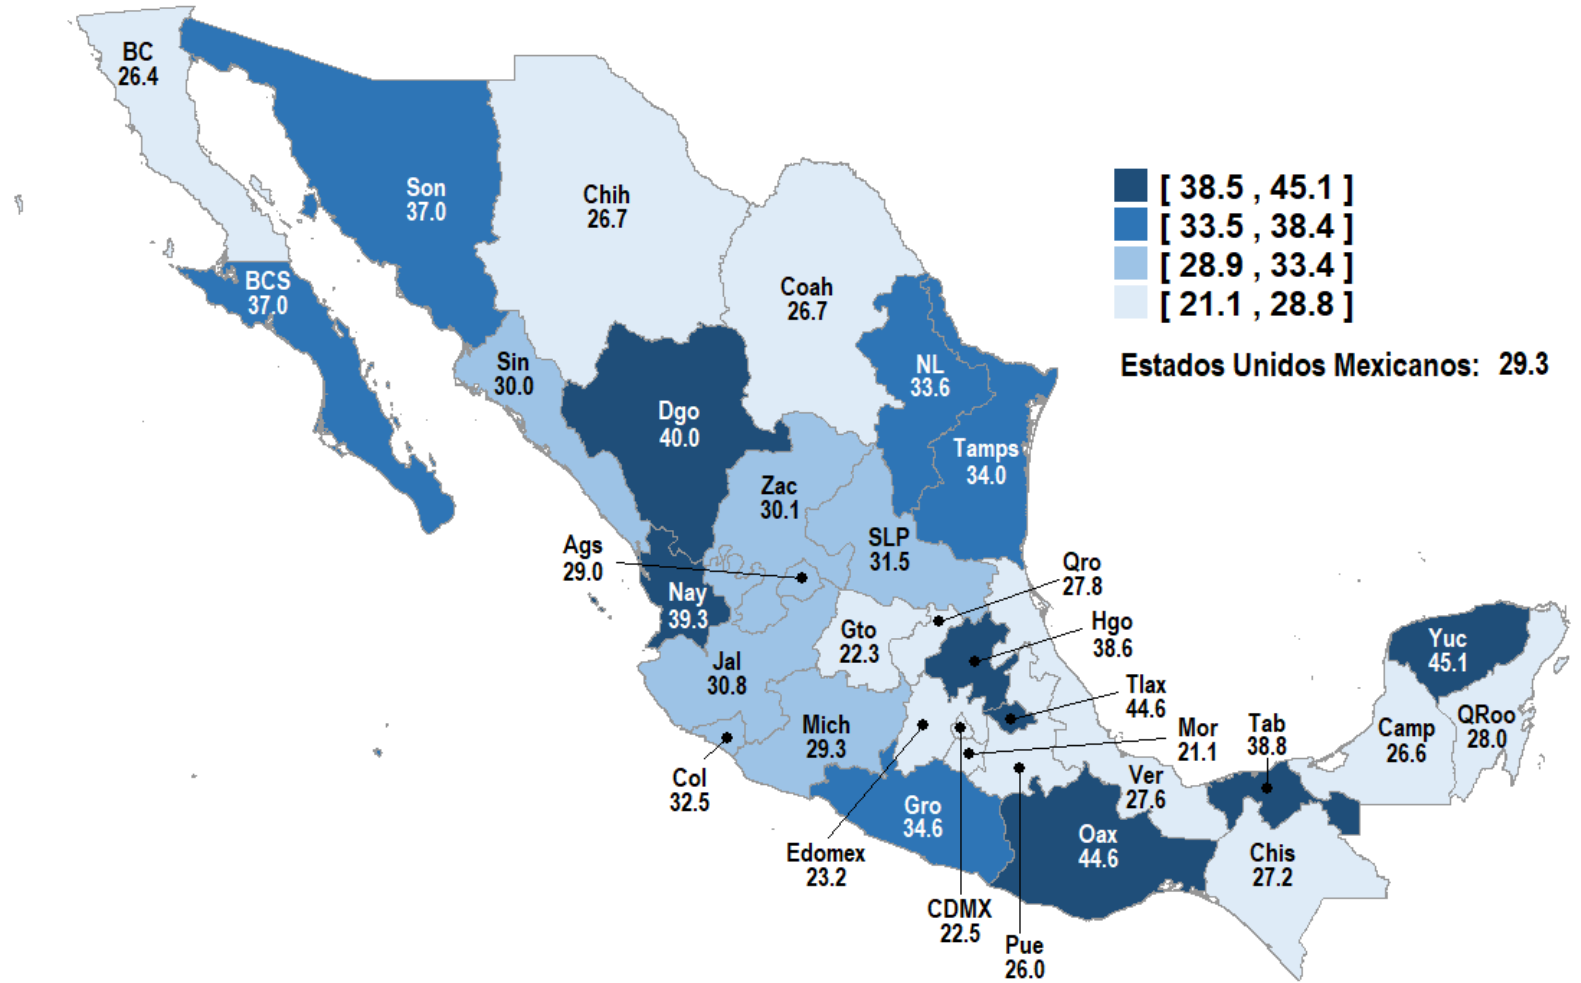 BC
26.4
Son
37.0
Chih
26.7
BCS
37.0
Coah
26.7
Sin
30.0
NL
33.6
Dgo
40.0
Tamps
34.0
Zac
30.1
SLP
31.5
Ags
29.0
Nay
39.3
Qro
27.8
Gto
22.3
Hgo
38.6
Jal
30.8
Tlax
44.6
Mich
29.3
Mor
21.1
Tab
38.8
Col
32.5
Ver
27.6
Gro
34.6
Oax
44.6
Edomex
23.2
Chis
27.2
CDMX
22.5
Pue
26.0
Yuc
45.1
Camp
26.6
QRoo
28.0
[ 38.5 , 45.1 ]
[ 33.5 , 38.4 ]
[ 28.9 , 33.4 ]
[ 21.1 , 28.8 ]
Estados Unidos Mexicanos: 29.3